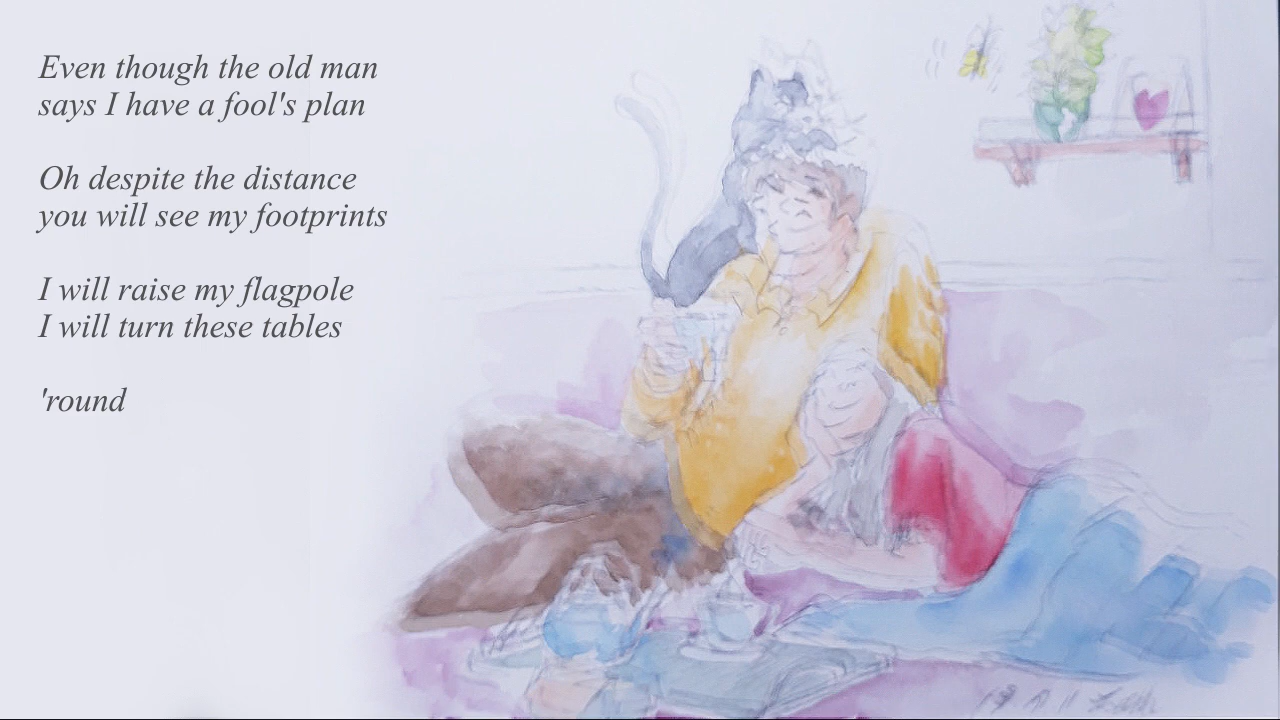 Even though the old man
says I have a fool's plan
Oh despite the distance
you will see my footprints
I will raise my flagpole
I will turn these tables
'round